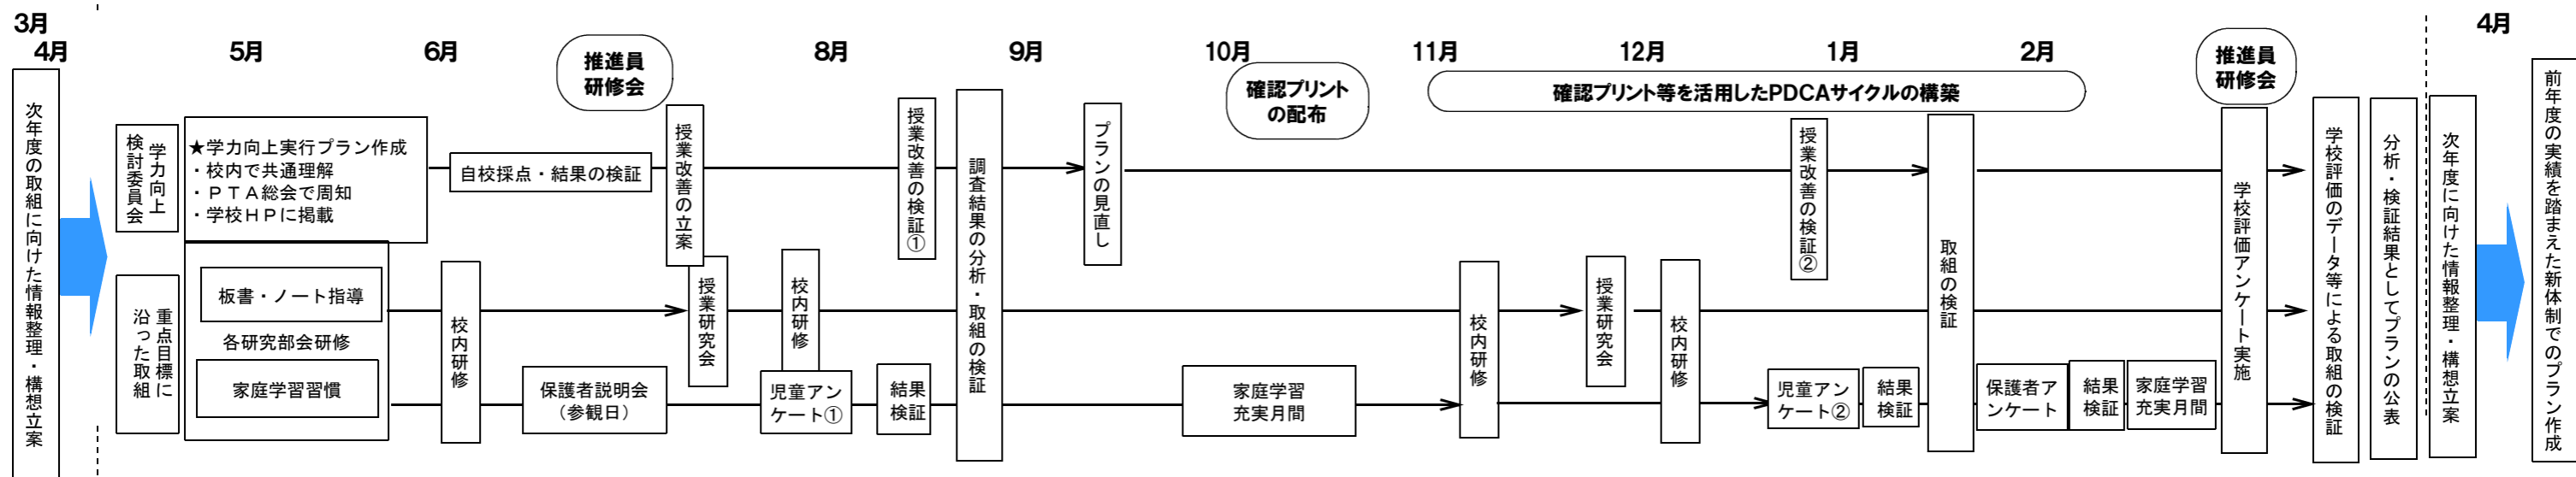 3月
4月
5月
6月
8月
9月
10月
11月
12月
1月
2月
4月
推進員
研修会
確認プリント
の配布
確認プリント等を活用したPDCAサイクルの構築
推進員
研修会
次年度の取組に向けた情報整理・構想立案
学力向上
検討委員会
★学力向上実行プラン作成
・校内で共通理解
・ＰＴＡ総会で周知
・学校ＨＰに掲載
自校採点・結果の検証
授業改善の立案
授業改善の検証①
調査結果の分析・取組の検証
プランの見直し
授業改善の検証②
取組の検証
学校評価アンケート実施
学校評価のデータ等による取組の検証
分析・検証結果としてプランの公表
次年度に向けた情報整理・構想立案
前年度の実績を踏まえた新体制でのプラン作成
重点目標に
沿った取組
板書・ノート指導
各研究部会研修
家庭学習習慣
校内研修
保護者説明会
（参観日）
授業研究会
校内研修
児童アン
ケート①
結果
検証
家庭学習
充実月間
校内研修
授業研究会
校内研修
児童アン
ケート②
結果
検証
保護者ア
ンケート
結果
検証
家庭学習
充実月間